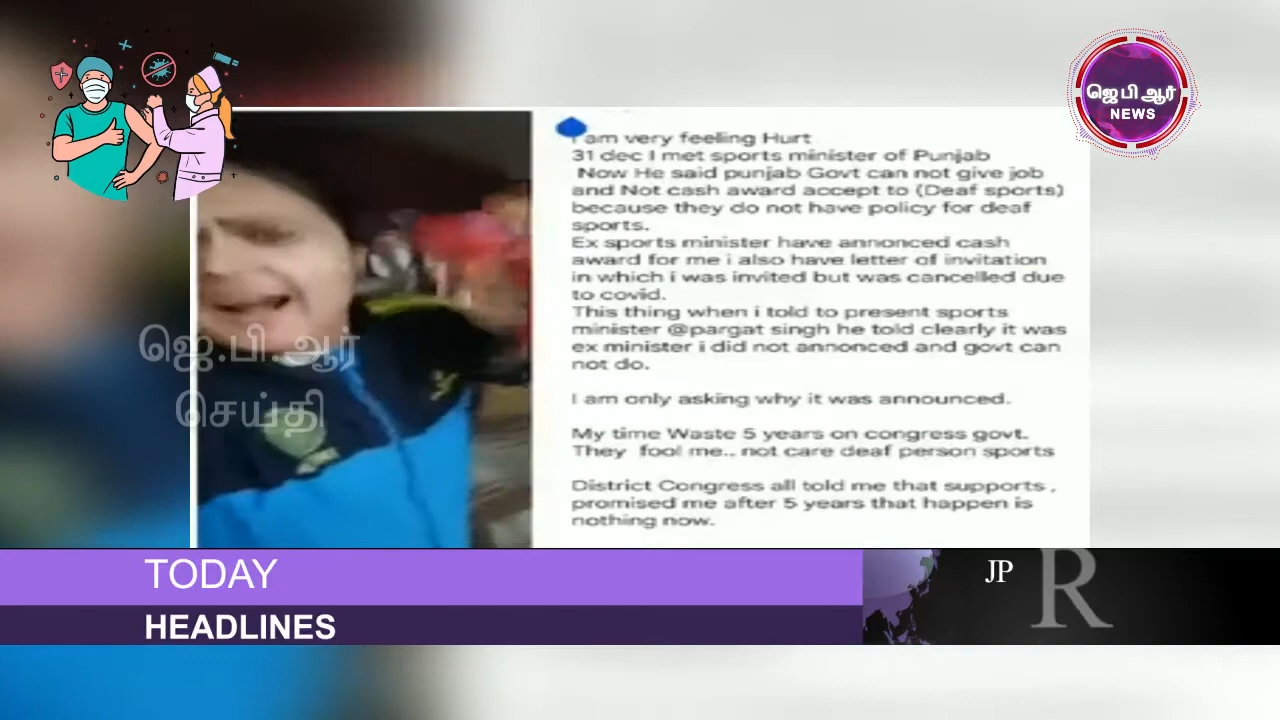 ஜெ பி ஆர்
NEWS
I am very feeling Hurt
31 dec I met sports minister of Punjab
Now He said punjab Govt can not give job
and Not cash award accept to (Deaf sports)
because they do not have policy for deaf
sports.
Ex sports minister have annonced cash
award for me i also have letter of invitation
in which i was invited but was cancelled due
to covid.
This thing when i told to present sports
minister @pargat singh he told clearly it was
ex minister i did not annonced and govt can
not do.
I am only asking why it was announced.
My time Waste 5 years on congress govt.
They fool me.. not care deaf person sports
District Congress all told me that supports ,
promised me after 5 years that happen is
nothing now.
ஜெ.பி.ஆர்
செய்தி
TODAY
HEADLINES
JP R